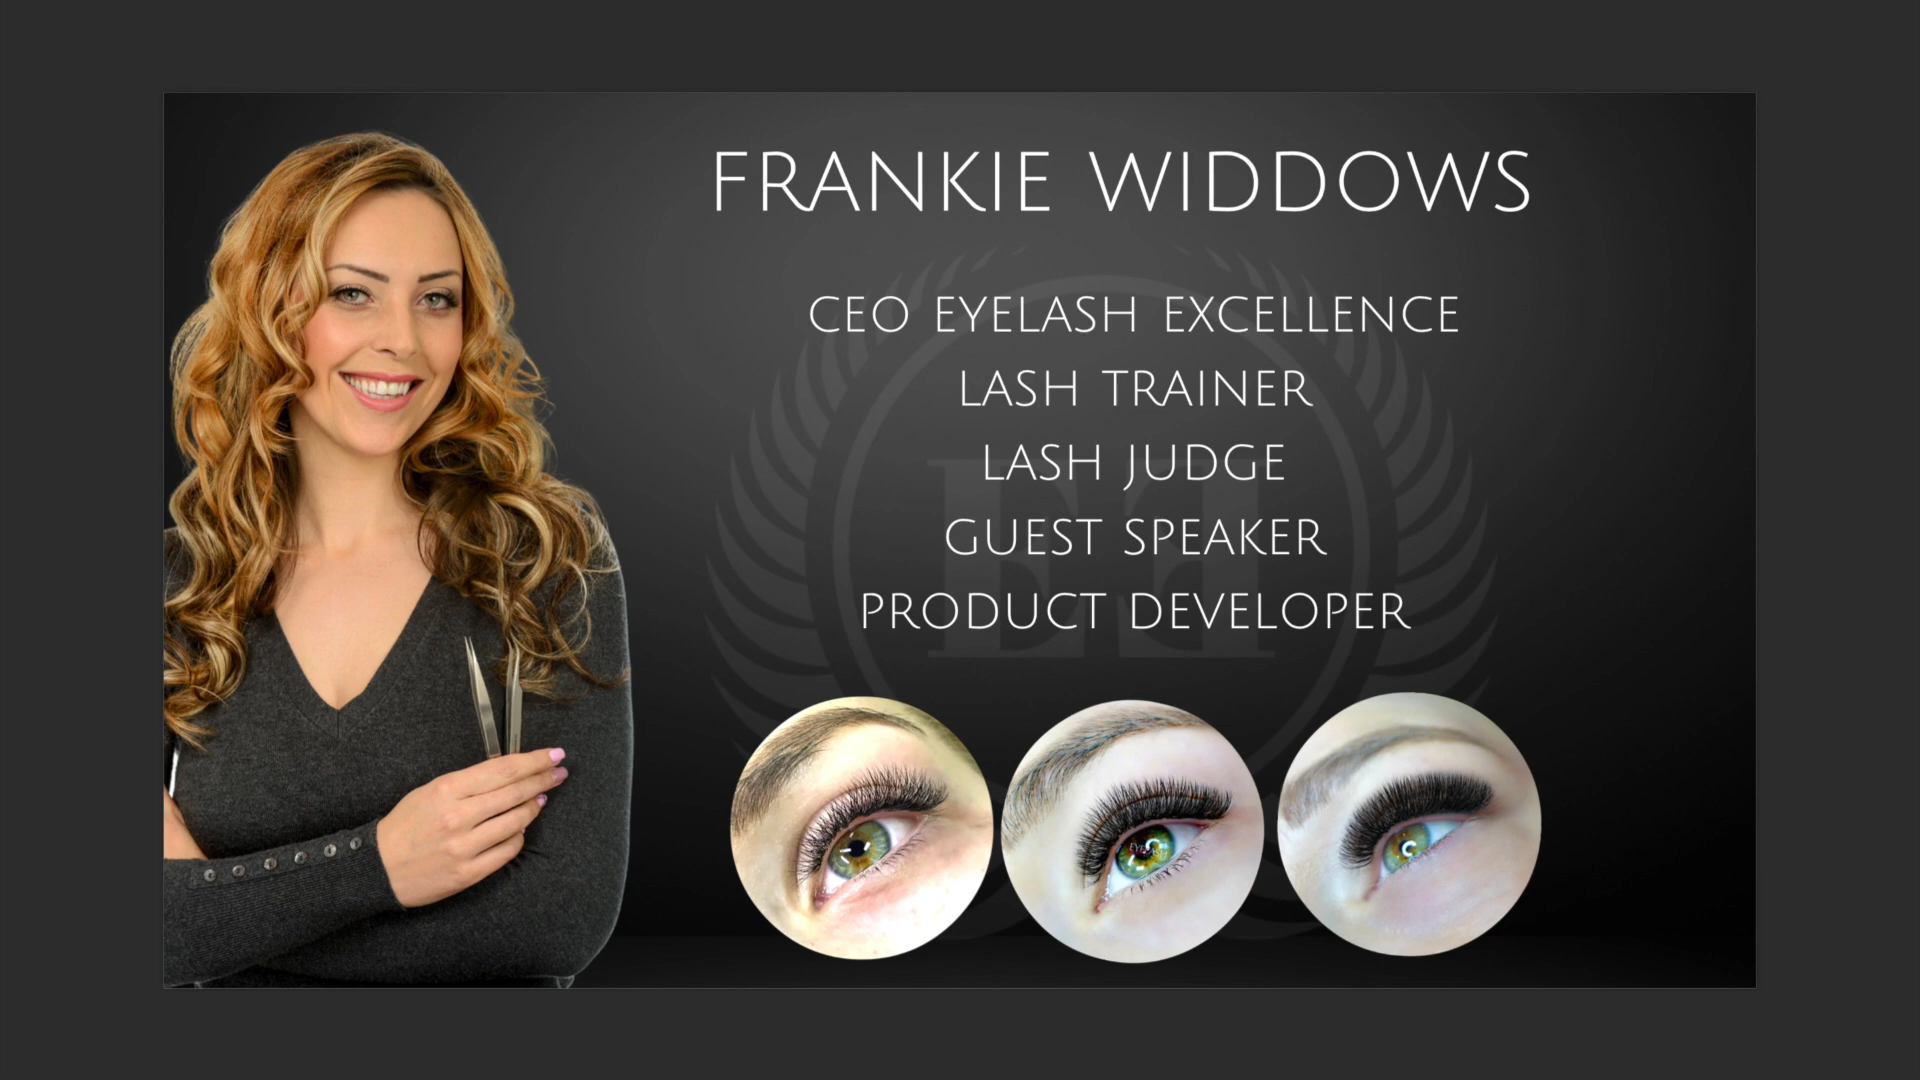 FRANKIE WIDDOWS
CEO EYELASH EXCELLENCE
LASH TRAINER
LASH JUDGE
GUEST SPEAKER
PRODUCT DEVELOPER